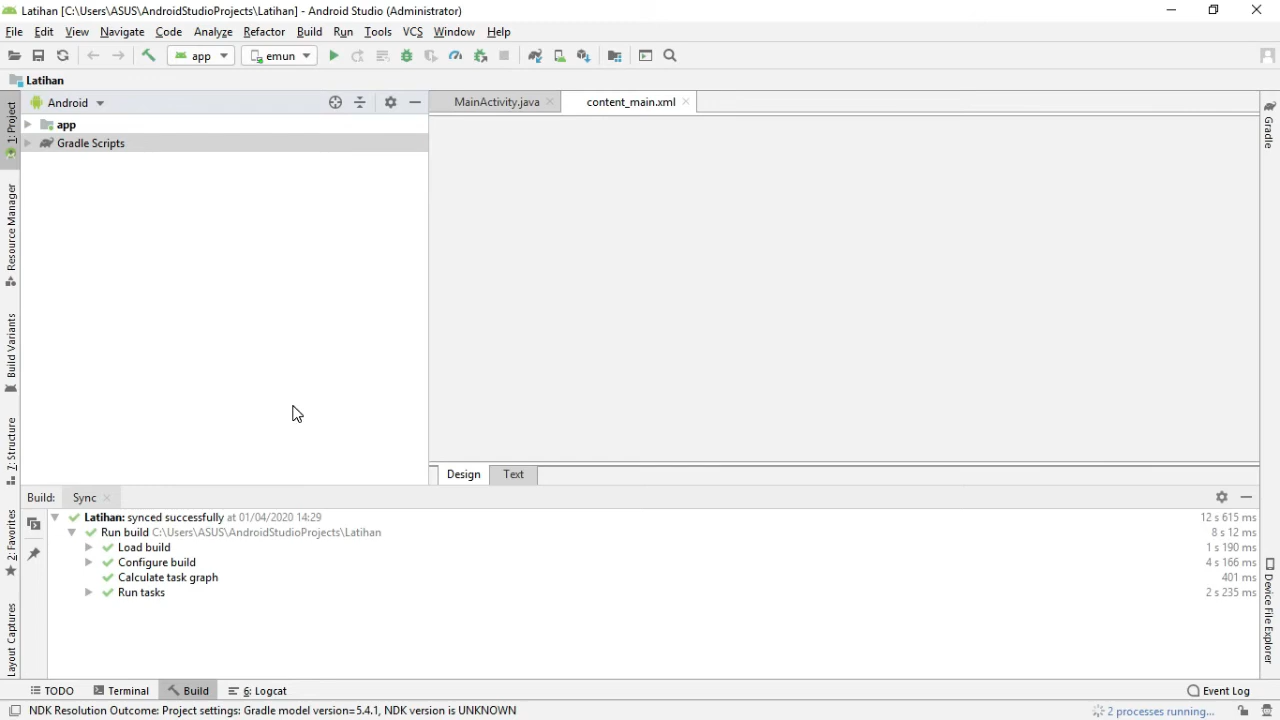 Latihan [C:\Users\ASUS\AndroidStudioProjects\Latihan] - Android Studio (Administrator)
File Edit View Navigate Code Analyze Refactor Build Run Tools VCS Window Help
app emun
Latihan
Android
MainActivity.java content_main.xml
app
Gradle Scripts
1: Project
Resource Manager
Build Variants
7: Structure
2: Favorites
Layout Captures
Gradle
Device File Explorer
Design Text
Build: Sync
Latihan: synced successfully at 01/04/2020 14:29 12 s 615 ms
Run build C:\Users\ASUS\AndroidStudioProjects\Latihan 8 s 12 ms
Load build 1 s 190 ms
Configure build 4 s 166 ms
Calculate task graph 401 ms
Run tasks 2 s 235 ms
TODO Terminal Build 6: Logcat Event Log
NDK Resolution Outcome: Project settings: Gradle model version=5.4.1, NDK version is UNKNOWN 2 processes running...